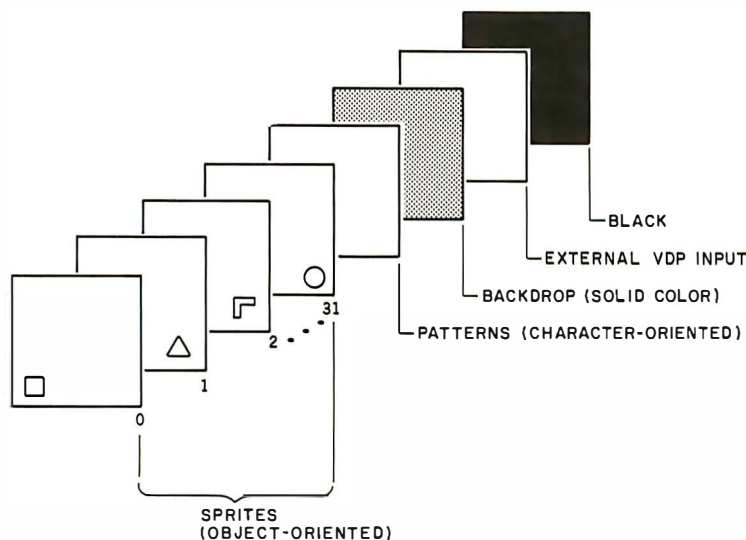 BLACK
EXTERNAL VDP INPUT
BACKDROP (SOLID COLOR)
PATTERNS (CHARACTER-ORIENTED)
31
2
1
0
SPRITES
(OBJECT-ORIENTED)